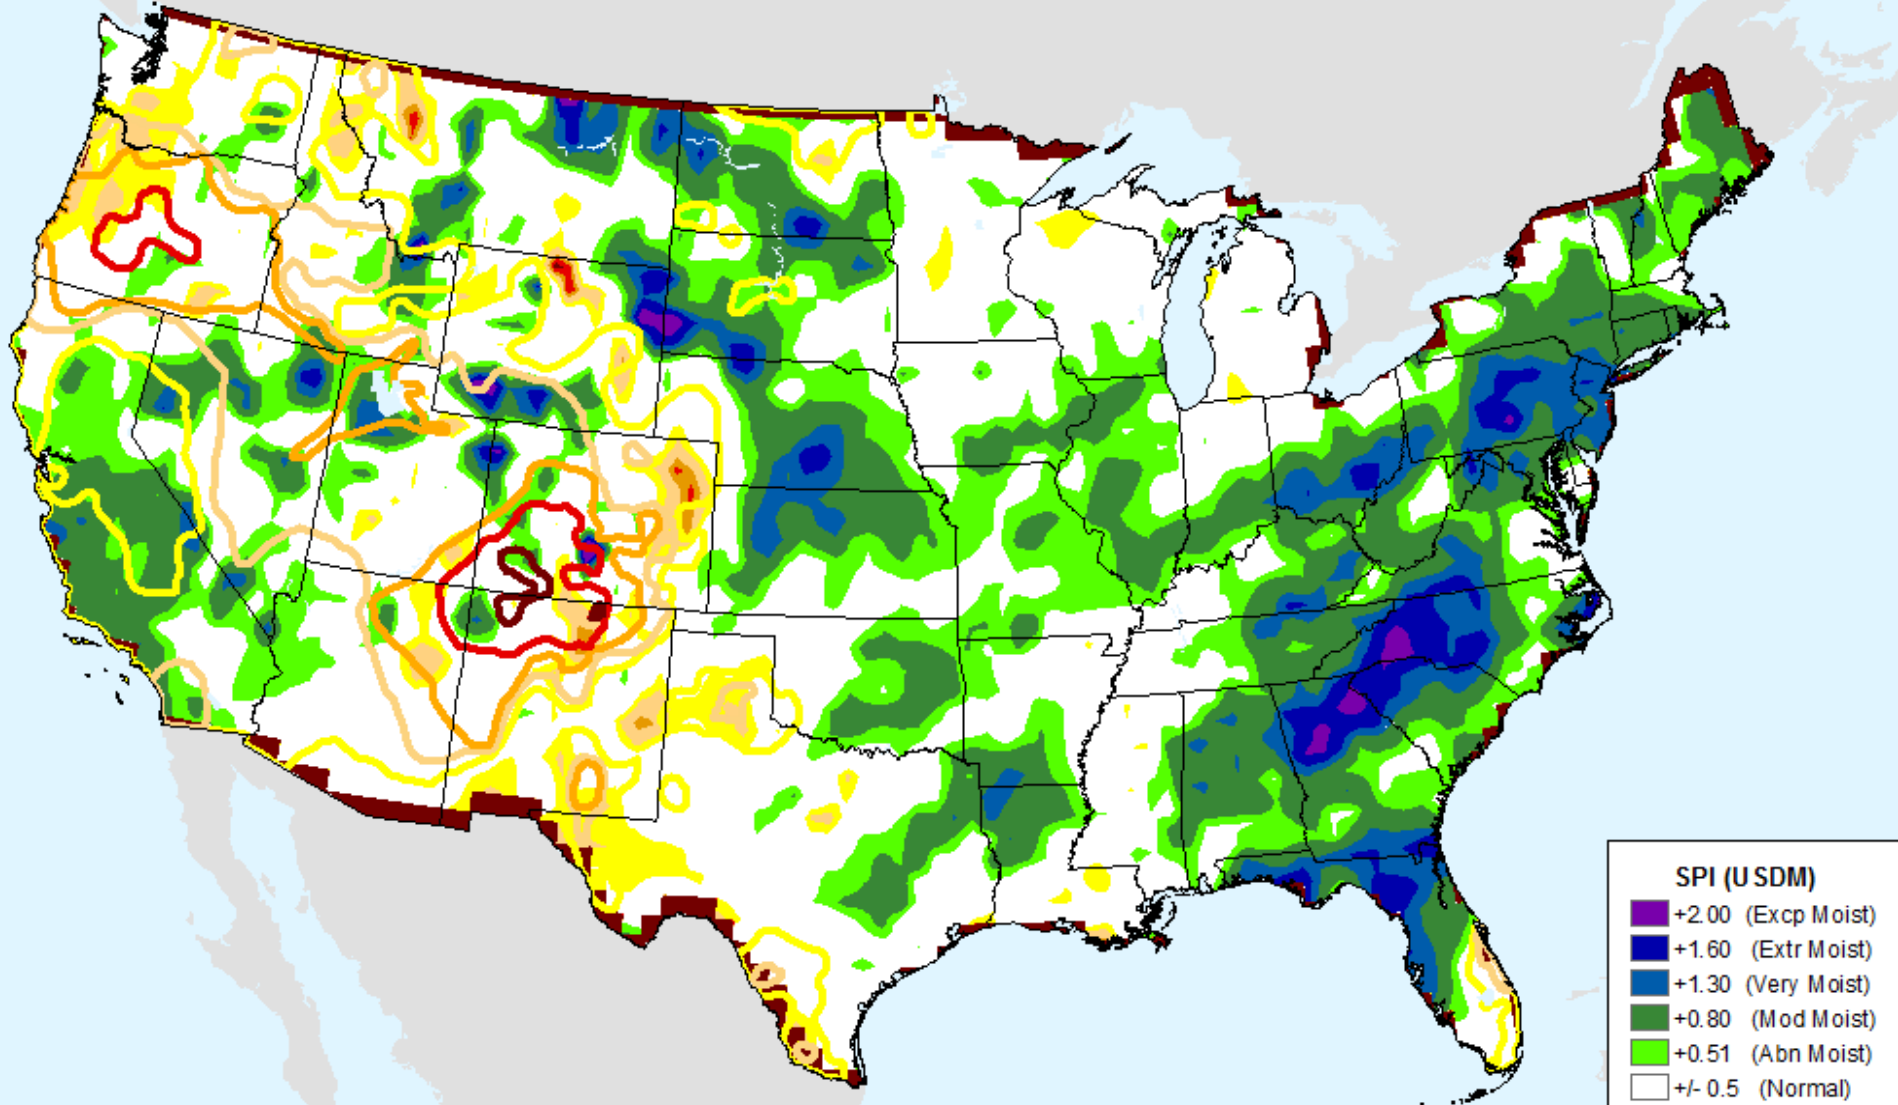 SPI (USDM)
+2.00 (Excp Moist)
+1.60 (Extr Moist)
+1.30 (Very Moist)
+0.80 (Mod Moist)
+0.51 (Abn Moist)
+/- 0.5 (Normal)